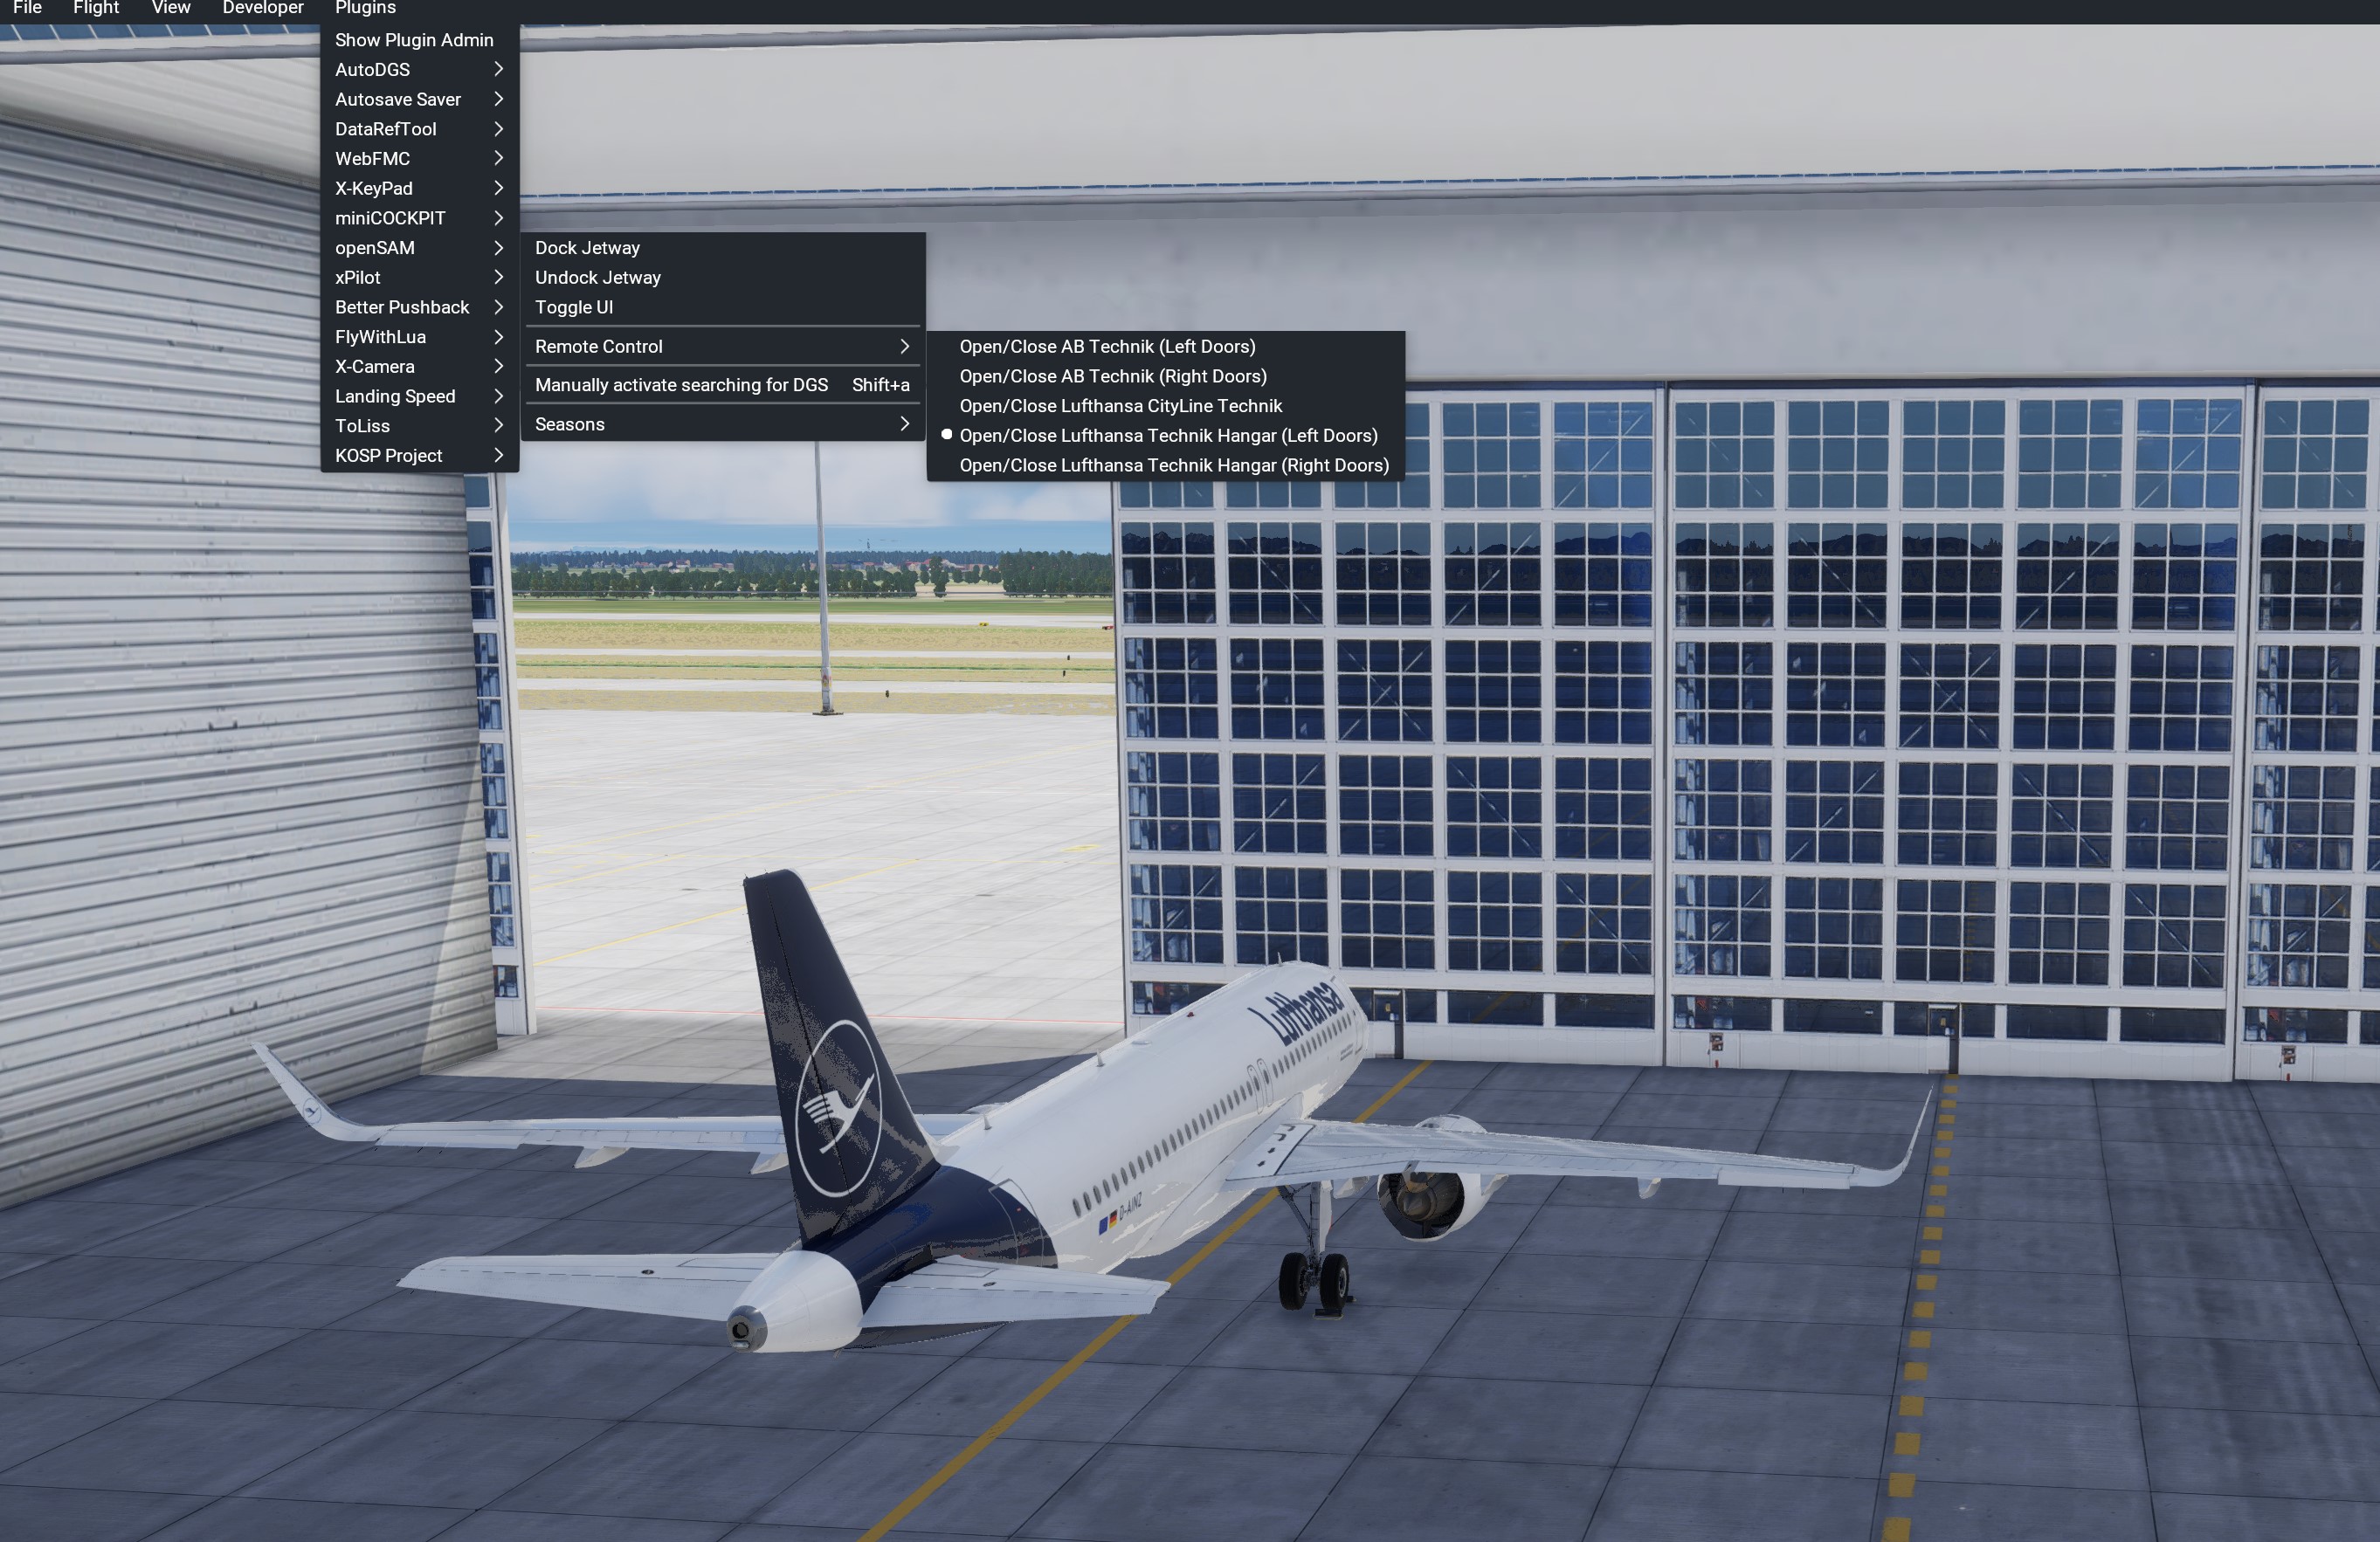 File Flight View Developer Plugins
Show Plugin Admin
AutoDGS
Autosave Saver
DataRefTool
WebFMC
X-KeyPad
miniCOCKPIT
openSAM
xPilot
Better Pushback
FlyWithLua
X-Camera
Landing Speed
ToLiss
KOSP Project
Dock Jetway
Undock Jetway
Toggle UI
Remote Control
Manually activate searching for DGS Shift+a
Seasons
Open/Close AB Technik (Left Doors)
Open/Close AB Technik (Right Doors)
Open/Close Lufthansa CityLine Technik
Open/Close Lufthansa Technik Hangar (Left Doors)
Open/Close Lufthansa Technik Hangar (Right Doors)
Lufthansa
D-AINZ